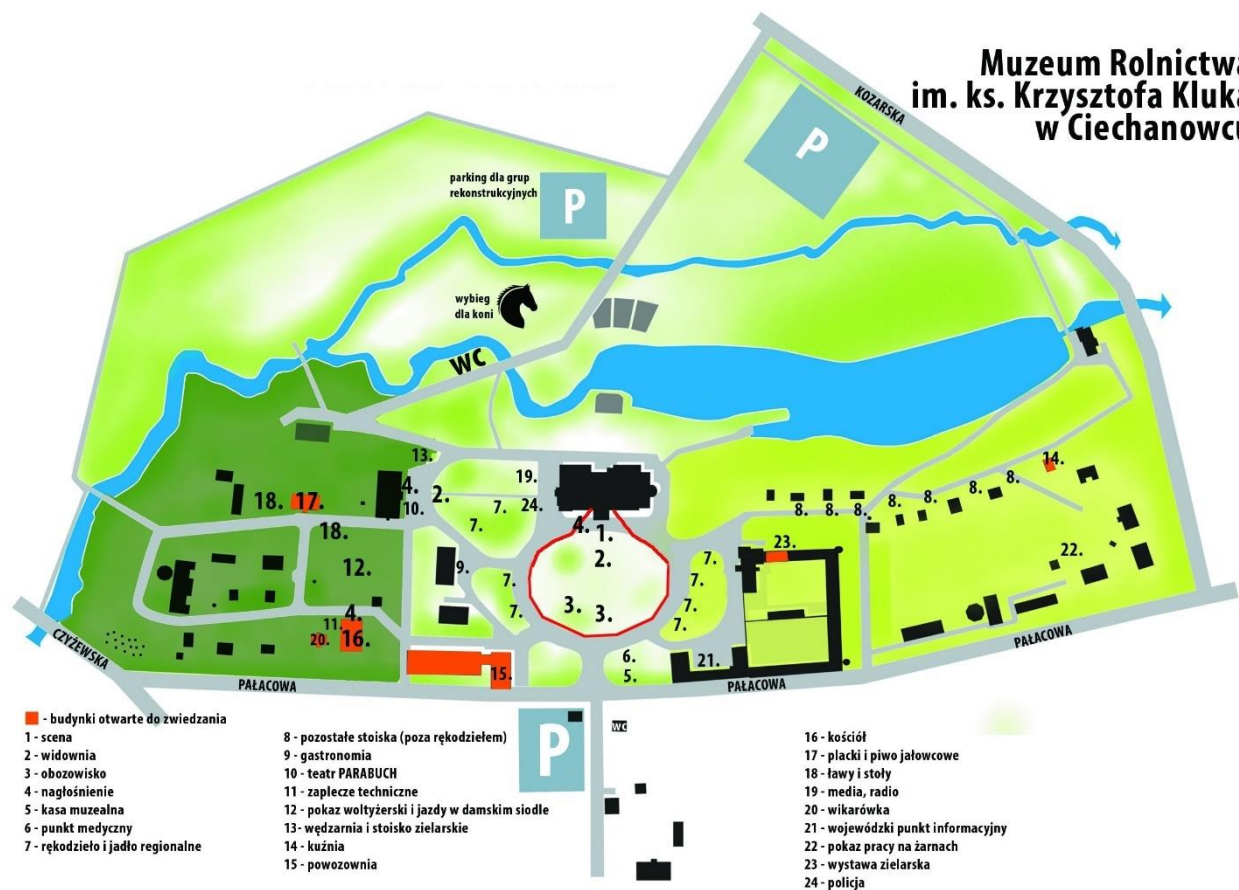 Muzeum Rolnictwa
im. ks. Krzysztofa Kluka
w Ciechanowcu
KOZARSKA
P
parking dla grup
rekonstrukcyjnych
P
wybieg
dla koni
WC
13.
19.
14.
4.
2.
18.
17.
10.
7.
24.
8.
8.
8.
8.
8.
8.
8.
7.
4.
1.
18.
2.
23.
22.
12.
9.
7.
7.
7.
7.
3.
3.
7.
7.
4.
11.
20.
16.
6.
5.
21.
15.
CZYŻEWSKA
PAŁACOWA
PAŁACOWA
PAŁACOWA
P
WC
- budynki otwarte do zwiedzania
1 - scena
2 - widownia
3 - obozowisko
4 - nagłośnienie
5 - kasa muzealna
6 - punkt medyczny
7 - rękodzieło i jadło regionalne
8 - pozostałe stoiska (poza rękodziełem)
9 - gastronomia
10 - teatr PARABUCH
11 - zaplecze techniczne
12 - pokaz woltyżerski i jazdy w damskim siodle
13- wędzarnia i stoisko zielarskie
14 - kuźnia
15 - powozownia
16 - kościół
17 - placki i piwo jałowcowe
18 - ławy i stoły
19 - media, radio
20 - wikarówka
21 - wojewódzki punkt informacyjny
22 - pokaz pracy na żarnach
23 - wystawa zielarska
24 - policja